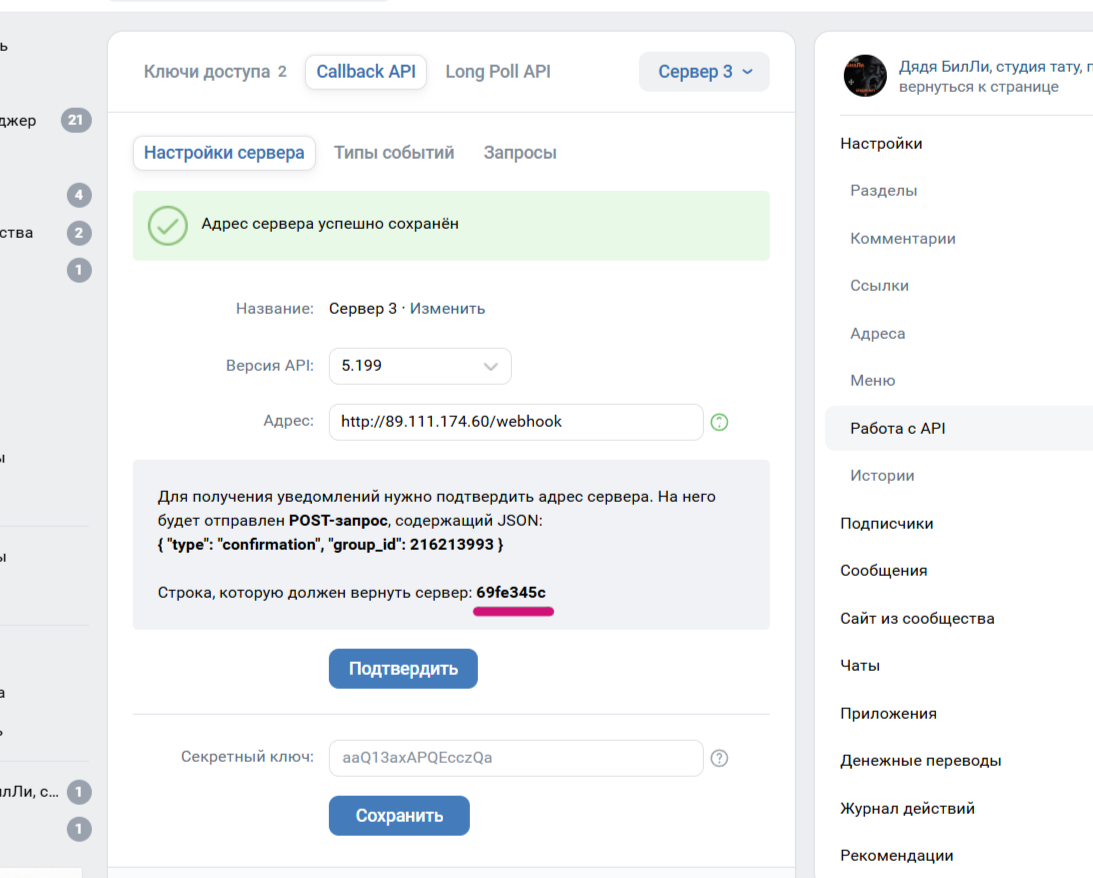 Ключи доступа 2 Callback API Long Poll API Сервер 3
Настройки сервера Типы событий Запросы
Адрес сервера успешно сохранён
Название: Сервер 3 · Изменить
Версия API: 5.199
Адрес: http://89.111.174.60/webhook
Для получения уведомлений нужно подтвердить адрес сервера. На него
будет отправлен POST-запрос, содержащий JSON:
{ "type": "confirmation", "group_id": 216213993 }
Строка, которую должен вернуть сервер: 69fe345c
Подтвердить
Секретный ключ: aaQ13axAPQEcczQa
Сохранить
ь
джер 21
4
ства 2
1
ы
ы
а
ь
лЛи, с... 1
1
Дядя БилЛи, студия тату, п
вернуться к странице
Настройки
Разделы
Комментарии
Ссылки
Адреса
Меню
Работа с API
Истории
Подписчики
Сообщения
Сайт из сообщества
Чаты
Приложения
Денежные переводы
Журнал действий
Рекомендации